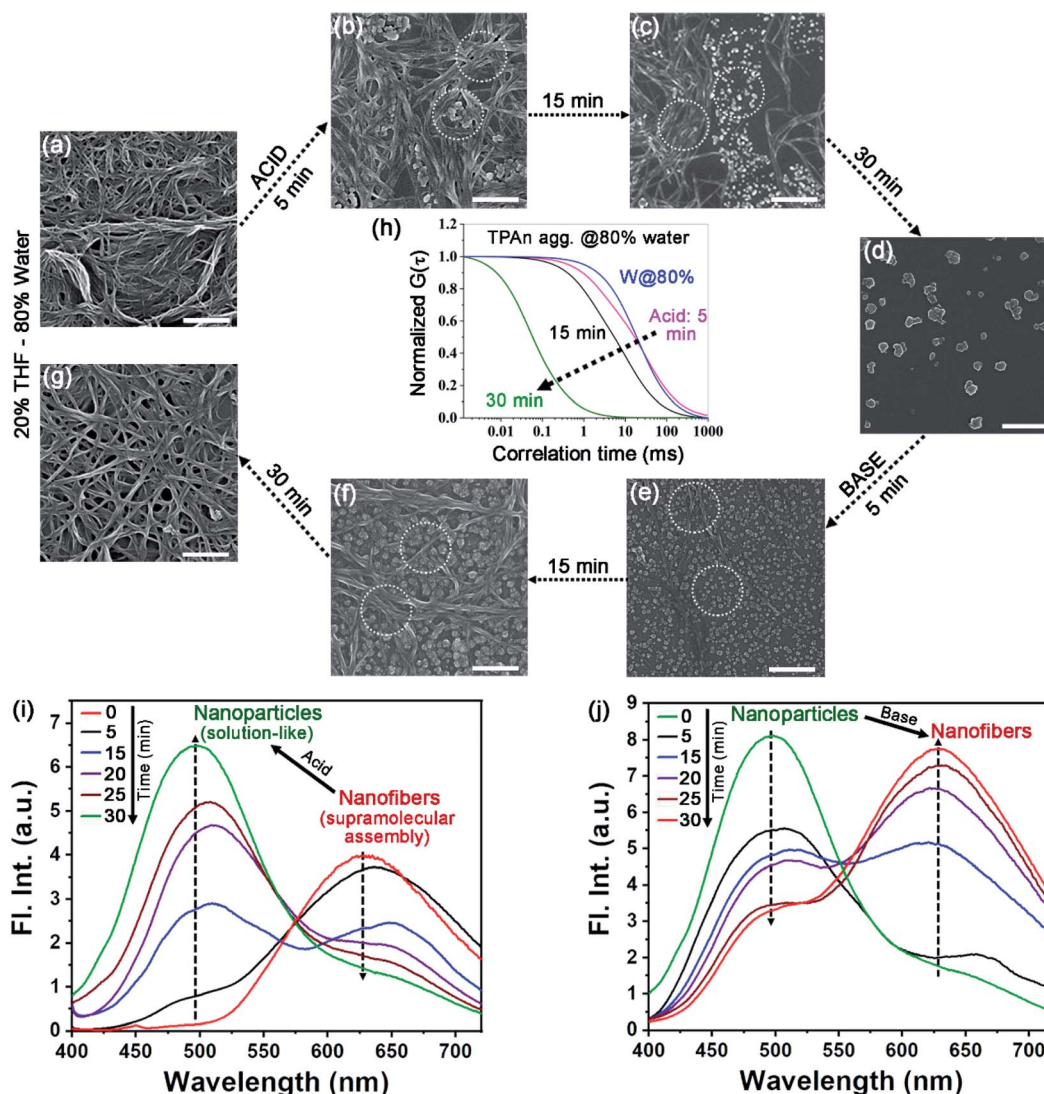 (b)
(c)
15 min
(a)
ACID
5 min
30 min
20% THF - 80% Water
(h)
Normalized G(τ)
1.2
1.0
0.8
0.6
0.4
0.2
0.0
TPAn agg. @80% water
W@80%
Acid: 5
min
15 min
30 min
0.01 0.1 1 10 100 1000
Correlation time (ms)
(d)
(g)
30 min
(f)
15 min
(e)
BASE
5 min
(i)
Fl. Int. (a.u.)
7
6
5
4
3
2
1
0
0
5
15
20
25
30
Time (min)
Nanoparticles
(solution-like)
Acid
Nanofibers
(supramolecular
assembly)
400 450 500 550 600 650 700
Wavelength (nm)
(j)
Fl. Int. (a.u.)
9
8
7
6
5
4
3
2
1
0
0
5
15
20
25
30
Time (min)
Nanoparticles
Base
Nanofibers
400 450 500 550 600 650 700
Wavelength (nm)